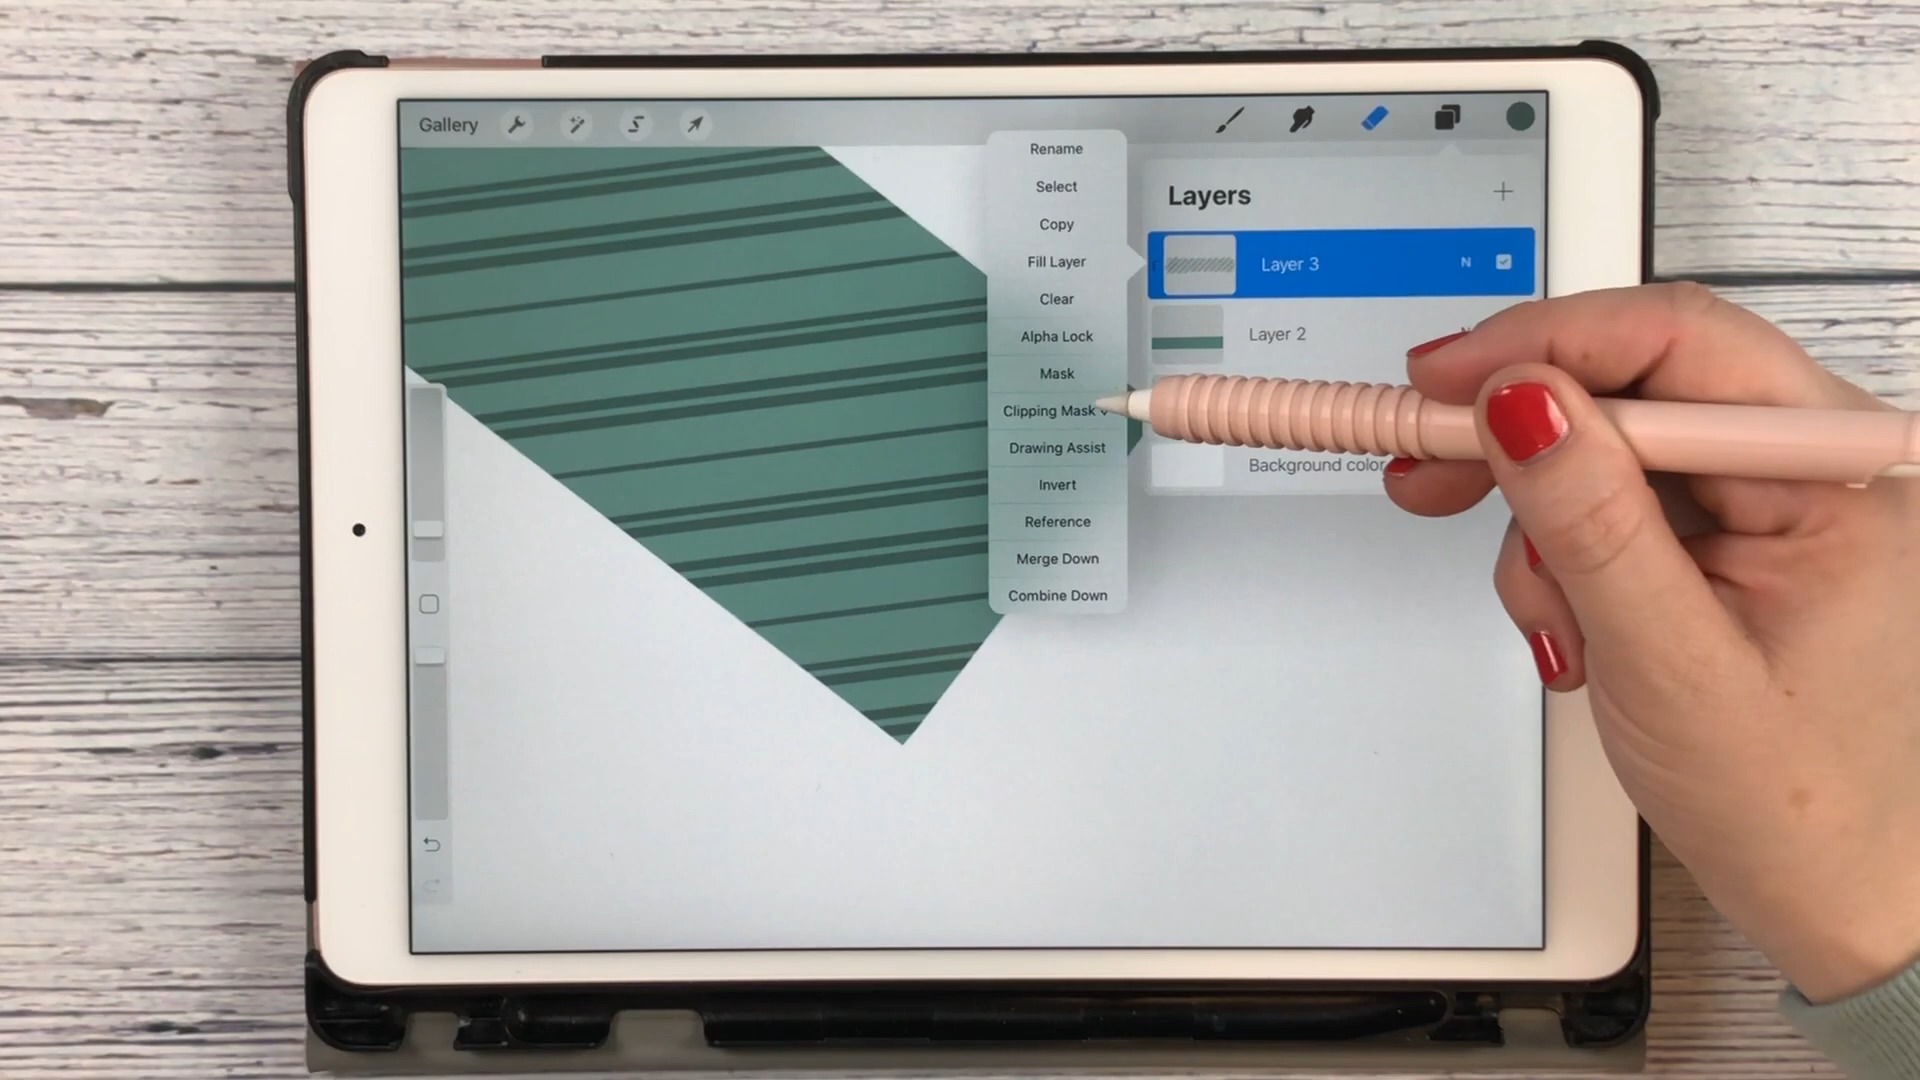 Gallery
Rename
Select
Copy
Fill Layer
Clear
Alpha Lock
Mask
Clipping Mask
Drawing Assist
Invert
Reference
Merge Down
Combine Down
Layers
Layer 3 N
Layer 2
Background color